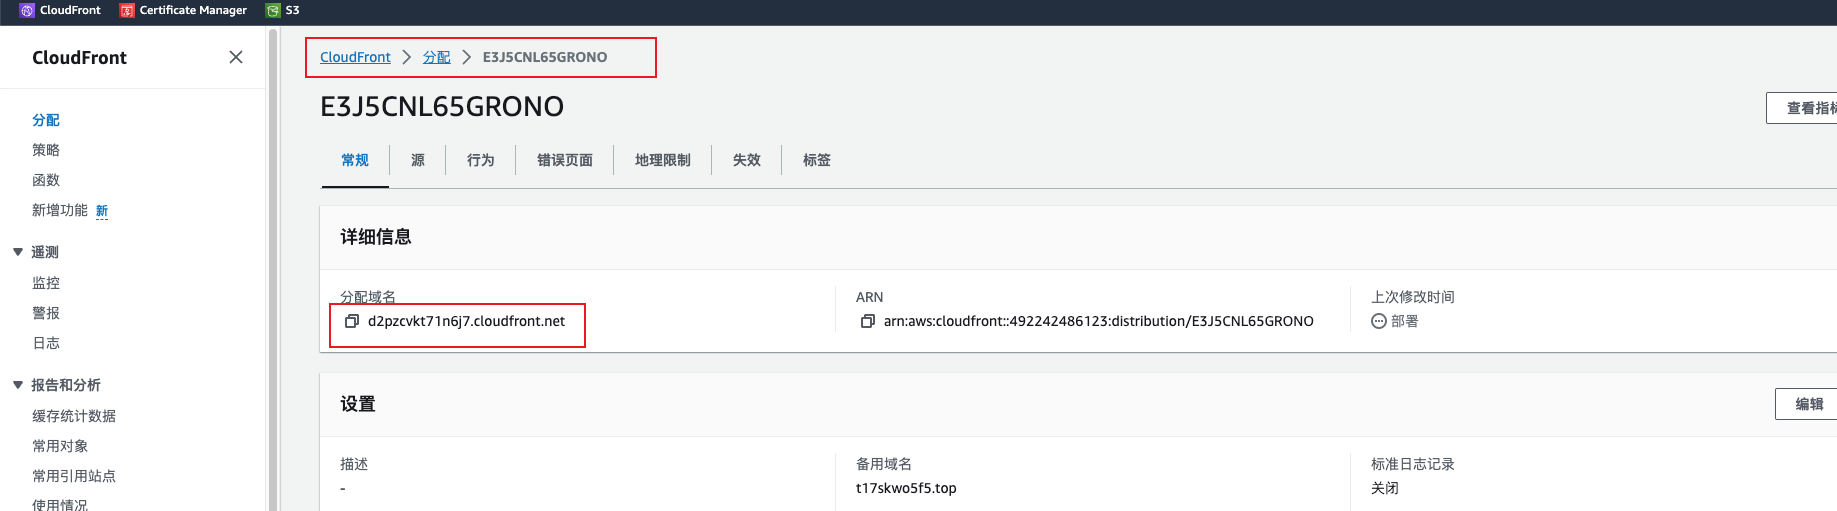 CloudFront Certificate Manager S3
CloudFront
分配
策略
函数
新增功能 新
遥测
监控
警报
日志
报告和分析
缓存统计数据
常用对象
常用引用站点
使用情况
CloudFront 分配 E3J5CNL65GRONO
E3J5CNL65GRONO
查看指标
常规 源 行为 错误页面 地理限制 失效 标签
详细信息
分配域名
d2pzcvkt71n6j7.cloudfront.net
ARN
arn:aws:cloudfront::492242486123:distribution/E3J5CNL65GRONO
上次修改时间
部署
设置
编辑
描述
-
备用域名
t17skwo5f5.top
标准日志记录
关闭